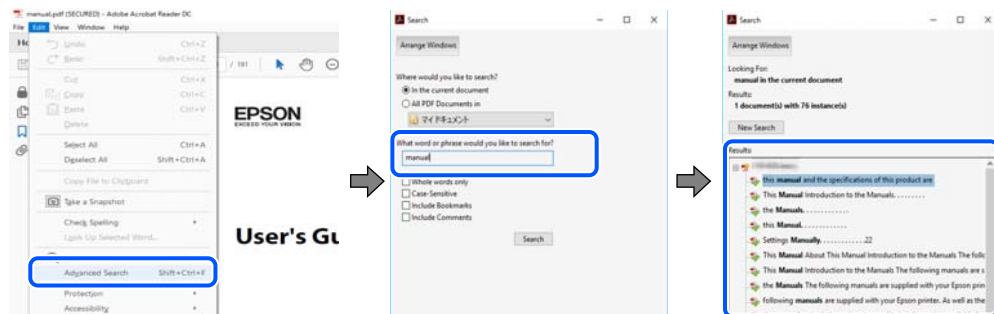 manual.pdf (SECURED) - Adobe Acrobat Reader DC
File Edit View Window Help
Undo Ctrl+Z
Redo Shift+Ctrl+Z
Cut Ctrl+X
Copy Ctrl+C
Paste Ctrl+V
Delete
Select All Ctrl+A
Deselect All Shift+Ctrl+A
Copy File to Clipboard
Take a Snapshot
Check Spelling
Look Up Selected Word...
Advanced Search Shift+Ctrl+F
Protection
Accessibility
/ 181
EPSON
EXCEED YOUR VISION
User's Gu
Search
Arrange Windows
Where would you like to search?
In the current document
All PDF Documents in
マイ ドキュメント
What word or phrase would you like to search for?
manual
Whole words only
Case-Sensitive
Include Bookmarks
Include Comments
Search
Search
Arrange Windows
Looking For:
manual in the current document
Results:
1 document(s) with 76 instance(s)
New Search
Results:
this manual and the specifications of this product are
This Manual Introduction to the Manuals. . . . . . . .
the Manuals. . . . . . . . . . . . .
this Manual. . . . . . . . . . . . .
Settings Manually. . . . . . . . . . . . .22
This Manual About This Manual Introduction to the Manuals The follo
This Manual Introduction to the Manuals The following manuals are s
the Manuals The following manuals are supplied with your Epson prin
following manuals are supplied with your Epson printer. As well as the